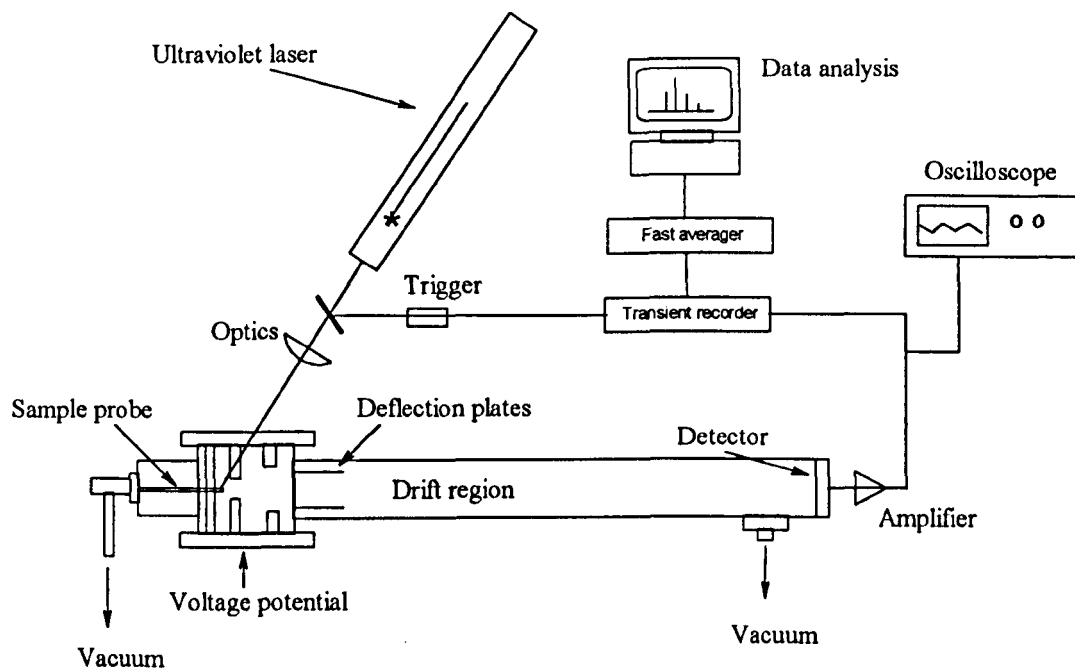 Ultraviolet laser
Data analysis
Oscilloscope
Fast averager
Trigger
Transient recorder
Optics
Sample probe
Deflection plates
Detector
Drift region
Amplifier
Voltage potential
Vacuum
Vacuum